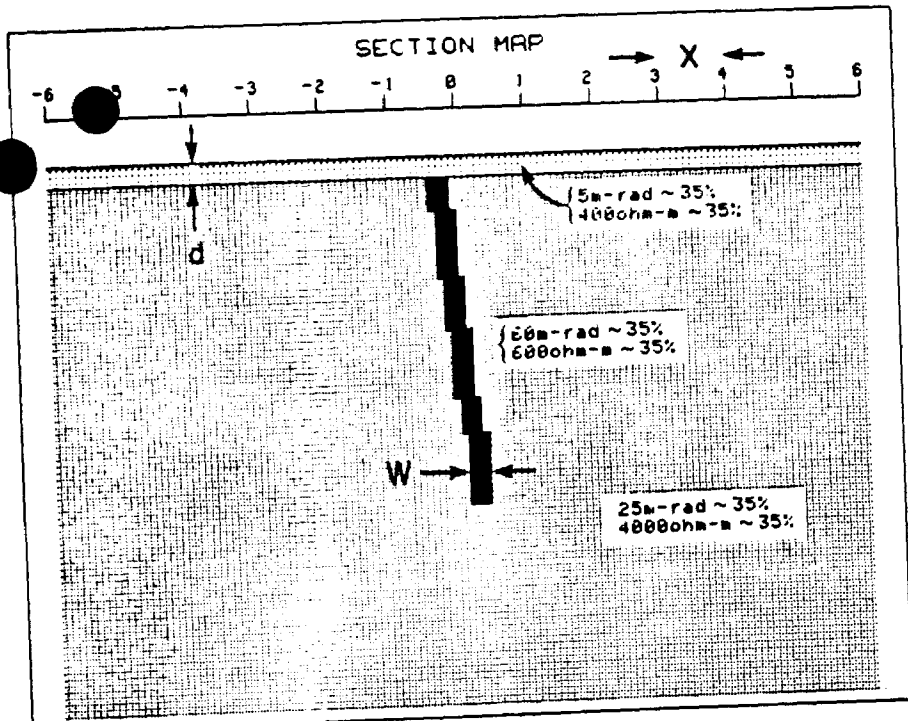 SECTION MAP
→ X ←
-6 -5 -4 -3 -2 -1 0 1 2 3 4 5 6
d
{5m-rad ~ 35%
{400ohm-m ~ 35%
{60m-rad ~ 35%
{600ohm-m ~ 35%
W
25m-rad ~ 35%
4000ohm-m ~ 35%